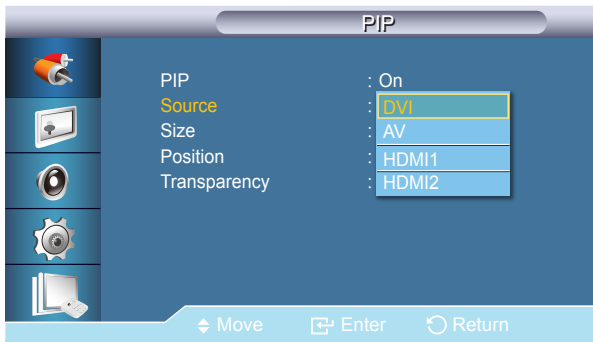 PIP
PIP : On
Source : DVI
Size : AV
Position : HDMI1
Transparency : HDMI2
Move Enter Return